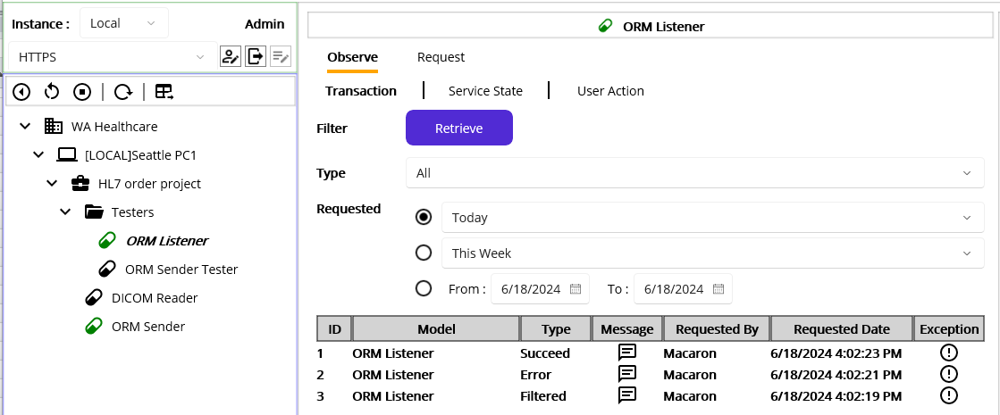 Instance : Local Admin
HTTPS
WA Healthcare
[LOCAL]Seattle PC1
HL7 order project
Testers
ORM Listener
ORM Sender Tester
DICOM Reader
ORM Sender
ORM Listener
Observe Request
Transaction | Service State | User Action
Filter Retrieve
Type All
Requested Today
This Week
From : 6/18/2024 To : 6/18/2024
ID Model Type Message Requested By Requested Date Exception
1 ORM Listener Succeed Macaron 6/18/2024 4:02:23 PM
2 ORM Listener Error Macaron 6/18/2024 4:02:21 PM
3 ORM Listener Filtered Macaron 6/18/2024 4:02:19 PM